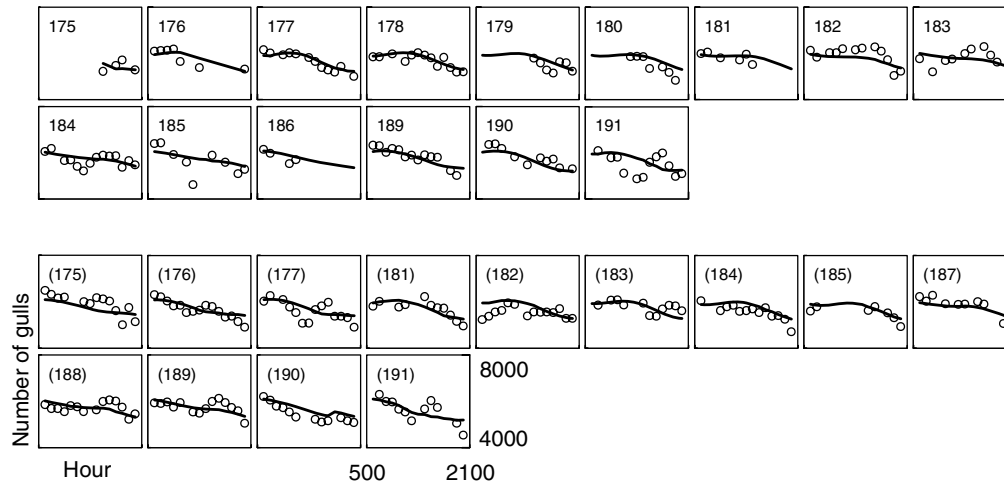 175 176 177 178 179 180 181 182 183
184 185 186 189 190 191
(175) (176) (177) (181) (182) (183) (184) (185) (187)
(188) (189) (190) (191) 8000
4000
Number of gulls
Hour 500 2100